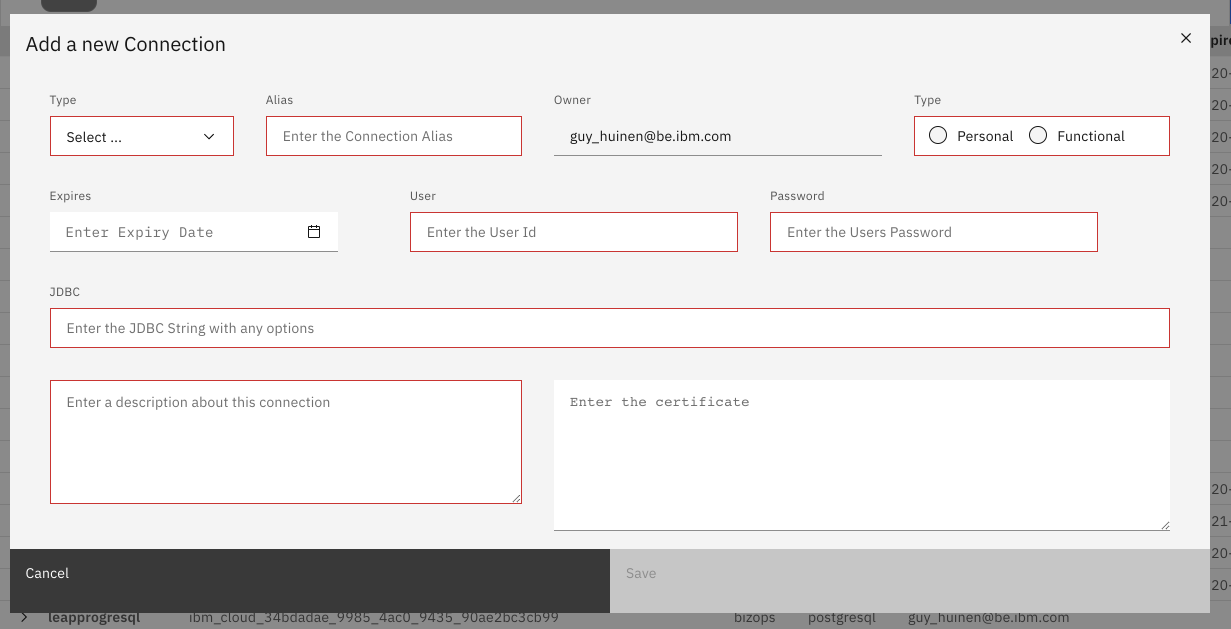 Add a new Connection
pire
Type
Alias
Owner
Type
Select ...
Enter the Connection Alias
guy_huinen@be.ibm.com
Personal
Functional
Expires
User
Password
Enter Expiry Date
Enter the User Id
Enter the Users Password
JDBC
Enter the JDBC String with any options
Enter a description about this connection
Enter the certificate
Cancel
Save
20-
20-
20-
20-
20-
20-
21-
20-
20-
leapprogresql
ibm_cloud_34bdadae_9985_4ac0_9435_90ae2bc3cb99
bizops
postgresql
guy_huinen@be.ibm.com